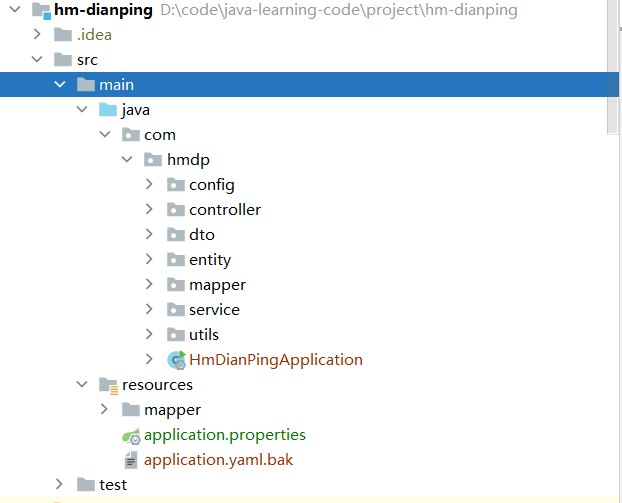 hm-dianping D:\code\java-learning-code\project\hm-dianping
.idea
src
main
java
com
hmdp
config
controller
dto
entity
mapper
service
utils
HmDianPingApplication
resources
mapper
application.properties
application.yaml.bak
test